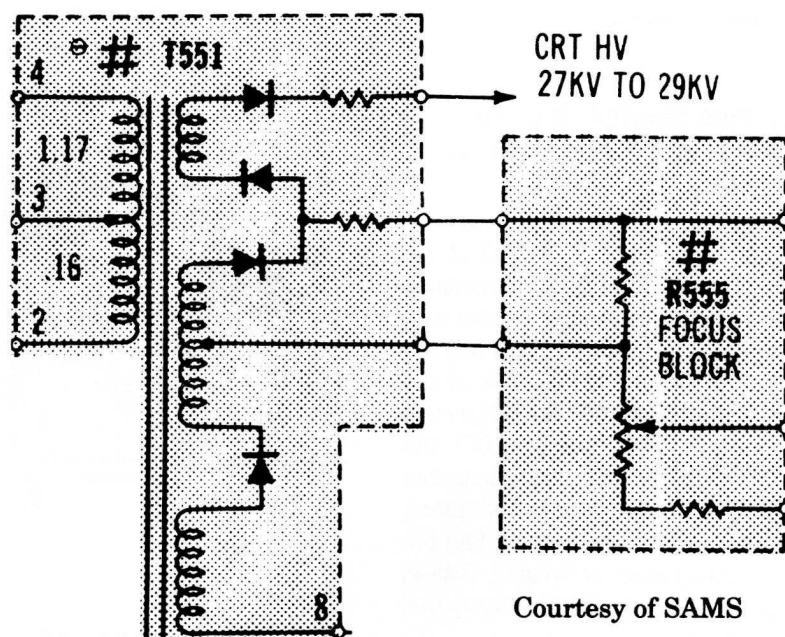 ⊖ # T551
4
CRT HV
27KV TO 29KV
1.17
3
.16
2
#
R555
FOCUS
BLOCK
8
Courtesy of SAMS